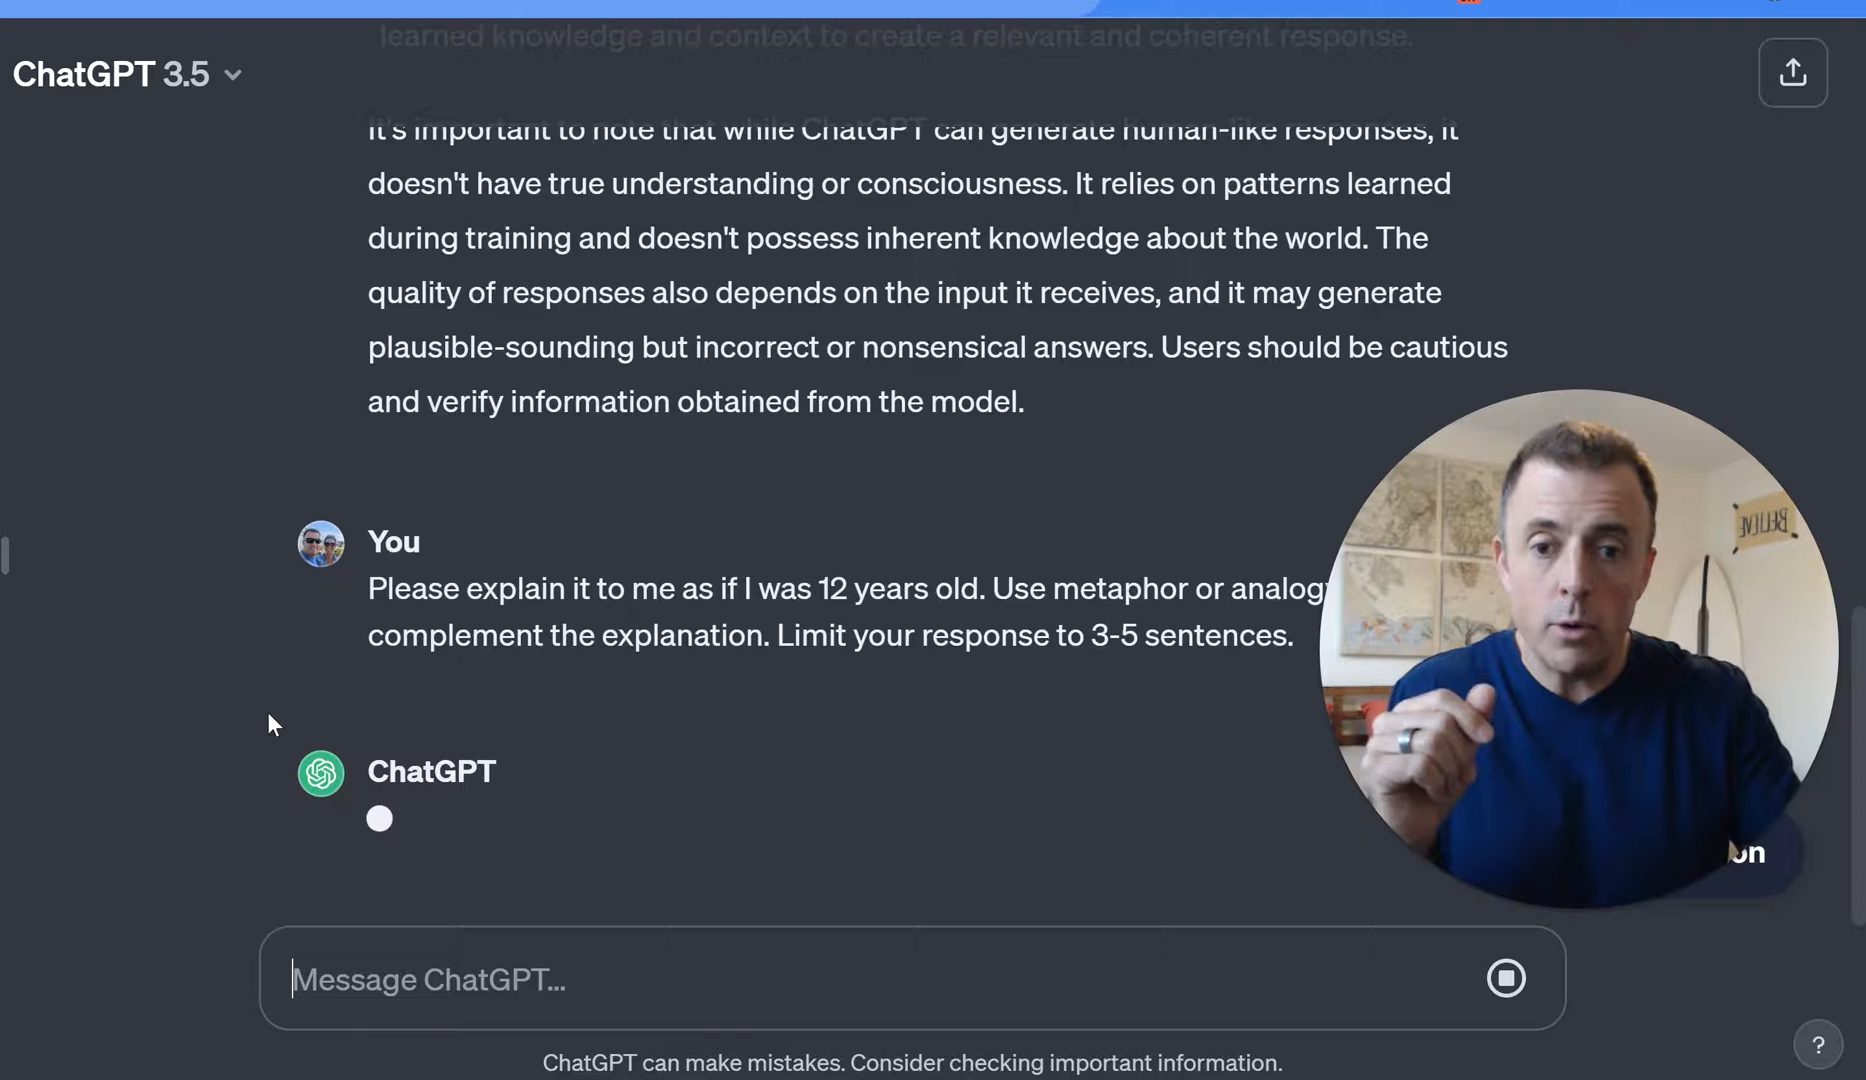 learned knowledge and context to create a relevant and coherent response.
ChatGPT 3.5
It's important to note that while ChatGPT can generate human-like responses, it
doesn't have true understanding or consciousness. It relies on patterns learned
during training and doesn't possess inherent knowledge about the world. The
quality of responses also depends on the input it receives, and it may generate
plausible-sounding but incorrect or nonsensical answers. Users should be cautious
and verify information obtained from the model.
BELIEVE
You
Please explain it to me as if I was 12 years old. Use metaphor or analogy
complement the explanation. Limit your response to 3-5 sentences.
ChatGPT
on
Message ChatGPT...
?
ChatGPT can make mistakes. Consider checking important information.